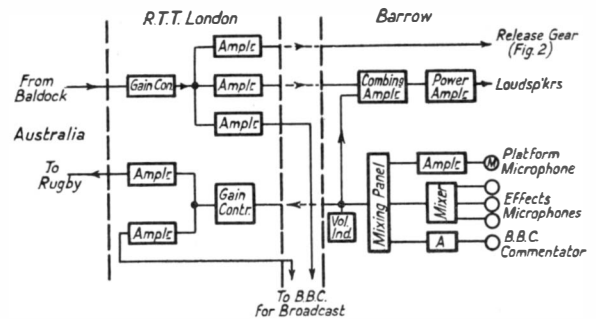 R.T.T. London
Barrow
Amplr
Release Gear
(Fig. 2)
From
Baldock
Gain Con.
Amplr
Combing
Amplr
Power
Amplr
Loudsp'krs
Australia
Amplr
To
Rugby
Amplr
Gain
Contr.
Amplr
Vol.
Ind.
Mixing Panel
Amplr
M
Platform
Microphone
Mixer
Effects
Microphones
A
B.B.C.
Commentator
To B.B.C.
for Broadcast